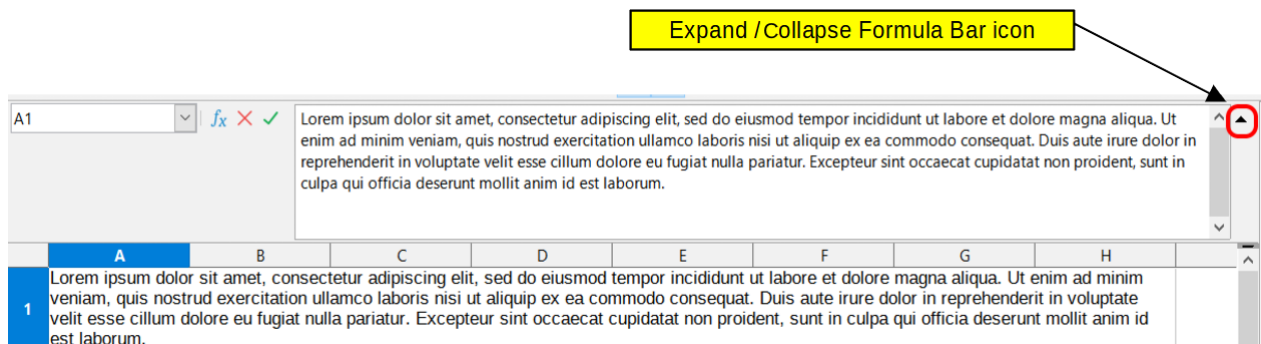 Expand / Collapse Formula Bar icon
A1
fx
Lorem ipsum dolor sit amet, consectetur adipiscing elit, sed do eiusmod tempor incididunt ut labore et dolore magna aliqua. Ut
enim ad minim veniam, quis nostrud exercitation ullamco laboris nisi ut aliquip ex ea commodo consequat. Duis aute irure dolor in
reprehenderit in voluptate velit esse cillum dolore eu fugiat nulla pariatur. Excepteur sint occaecat cupidatat non proident, sunt in
culpa qui officia deserunt mollit anim id est laborum.
A B C D E F G H
1
Lorem ipsum dolor sit amet, consectetur adipiscing elit, sed do eiusmod tempor incididunt ut labore et dolore magna aliqua. Ut enim ad minim
veniam, quis nostrud exercitation ullamco laboris nisi ut aliquip ex ea commodo consequat. Duis aute irure dolor in reprehenderit in voluptate
velit esse cillum dolore eu fugiat nulla pariatur. Excepteur sint occaecat cupidatat non proident, sunt in culpa qui officia deserunt mollit anim id
est laborum.